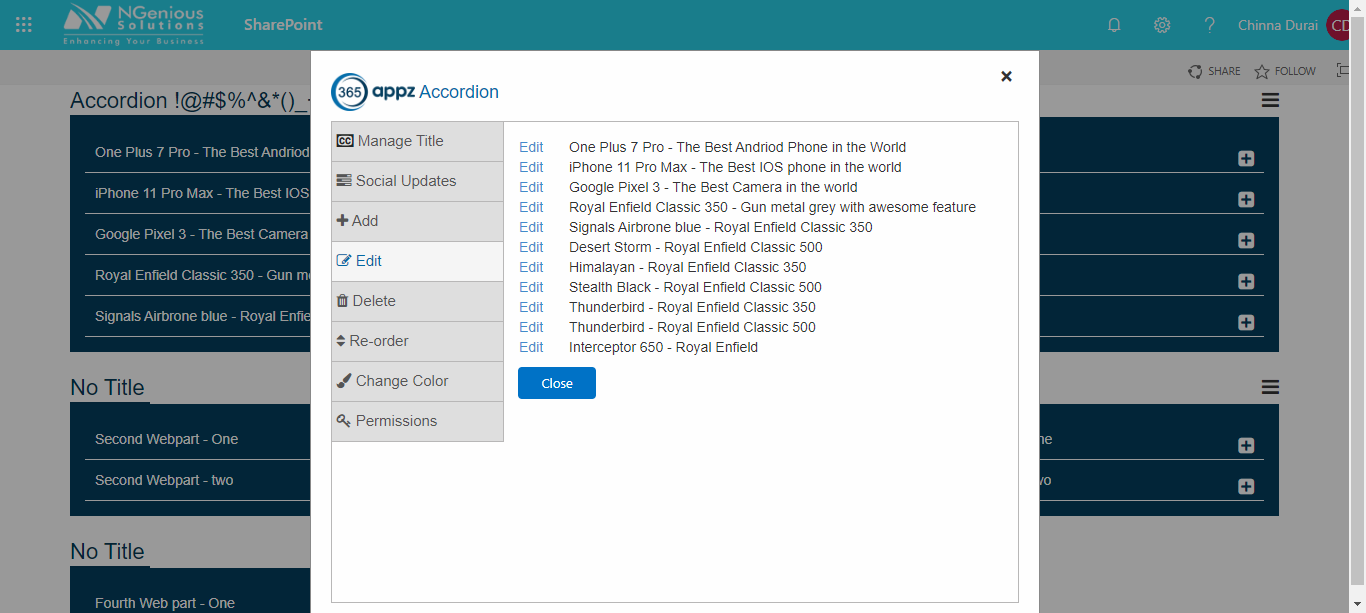 NGenious
Solutions
Enhancing Your Business
SharePoint
?
Chinna Durai
CD
SHARE
FOLLOW
Accordion !@#$%^&*()_
One Plus 7 Pro - The Best Andriod
iPhone 11 Pro Max - The Best IOS
Google Pixel 3 - The Best Camera
Royal Enfield Classic 350 - Gun m
Signals Airbrone blue - Royal Enfie
No Title
Second Webpart - One
Second Webpart - two
No Title
Fourth Web part - One
365 appz Accordion
CC Manage Title
Social Updates
Add
Edit
Delete
Re-order
Change Color
Permissions
Edit One Plus 7 Pro - The Best Andriod Phone in the World
Edit iPhone 11 Pro Max - The Best IOS phone in the world
Edit Google Pixel 3 - The Best Camera in the world
Edit Royal Enfield Classic 350 - Gun metal grey with awesome feature
Edit Signals Airbrone blue - Royal Enfield Classic 350
Edit Desert Storm - Royal Enfield Classic 500
Edit Himalayan - Royal Enfield Classic 350
Edit Stealth Black - Royal Enfield Classic 500
Edit Thunderbird - Royal Enfield Classic 350
Edit Thunderbird - Royal Enfield Classic 500
Edit Interceptor 650 - Royal Enfield
Close
ne
vo